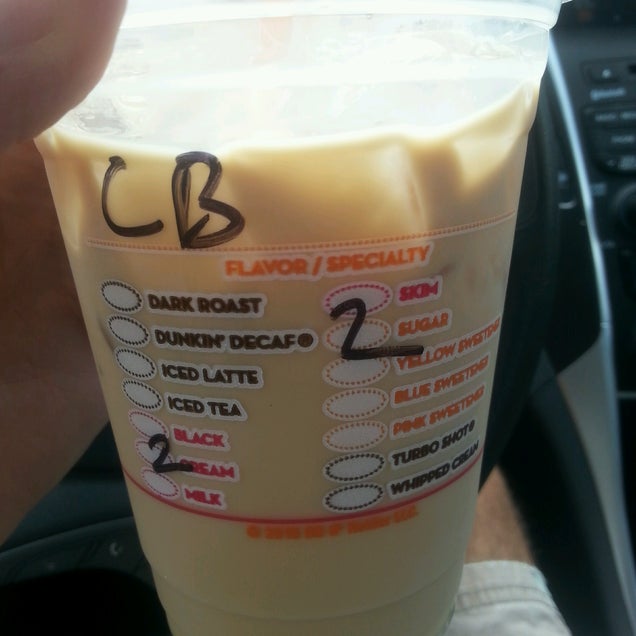 CB
FLAVOR / SPECIALTY
DARK ROAST
DUNKIN' DECAF®
ICED LATTE
ICED TEA
BLACK
2 CREAM
MILK
SKIM
2 SUGAR
YELLOW SWEETENER
BLUE SWEETENER
PINK SWEETENER
TURBO SHOT®
WHIPPED CREAM